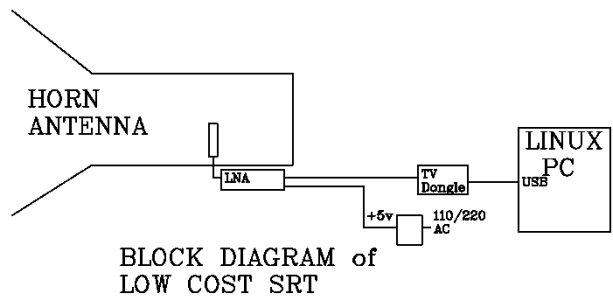 HORN
ANTENNA
LNA
TV
Dongle
LINUX
PC
USB
+5v
110/220
AC
BLOCK DIAGRAM of
LOW COST SRT